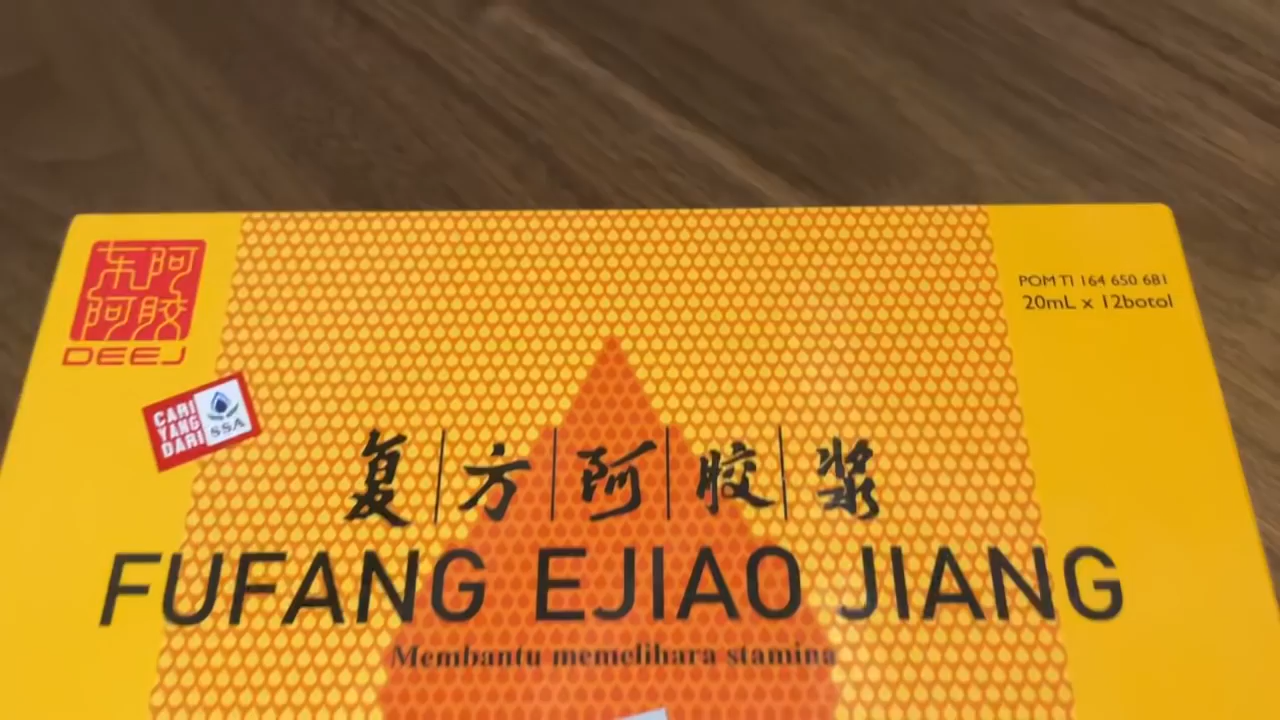 东阿
阿胶
DEEJ
POM TI 164 650 681
20mL x 12botol
CARI
YANG
DARI
SSA
复方阿胶浆
FUFANG EJIAO JIANG
Membantu memelihara stamina